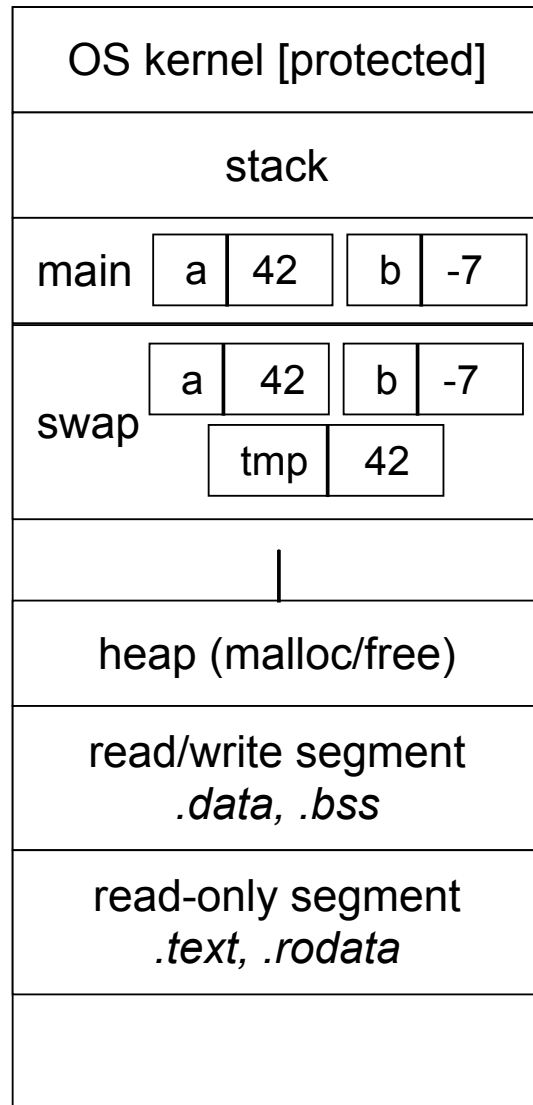 OS kernel [protected]
stack
main a 42 b -7
swap
a 42 b -7
tmp 42
heap (malloc/free)
read/write segment
.data, .bss
read-only segment
.text, .rodata